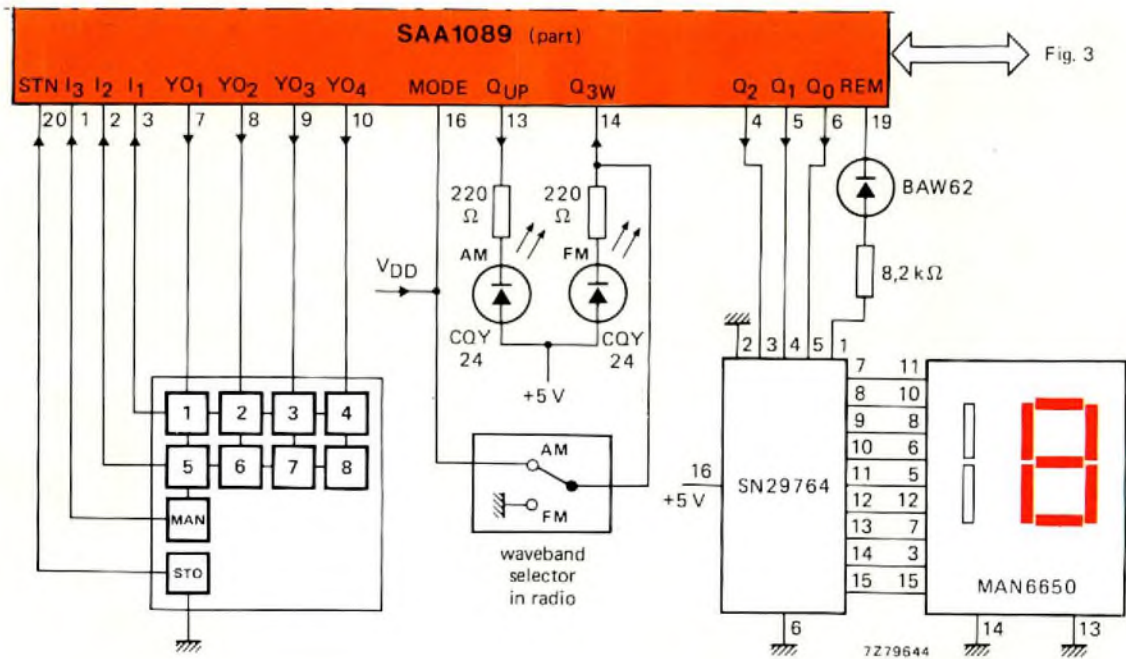 SAA1089 (part)
Fig. 3
STN I3 I2 I1 YO1 YO2 YO3 YO4 MODE QUP Q3W Q2 Q1 Q0 REM
20 1 2 3 7 8 9 10 16 13 14 4 5 6 19
220 Ω
220 Ω
BAW62
AM
FM
VDD
8,2 kΩ
CQY 24
CQY 24
+5 V
2 3 4 5 1
1 2 3 4
5 6 7 8
MAN
STO
AM
FM
waveband
selector
in radio
16
+5 V
SN29764
7 11
8 10
9 8
10 6
11 5
12 12
13 7
14 3
15 15
MAN6650
6
14
13
7Z79644